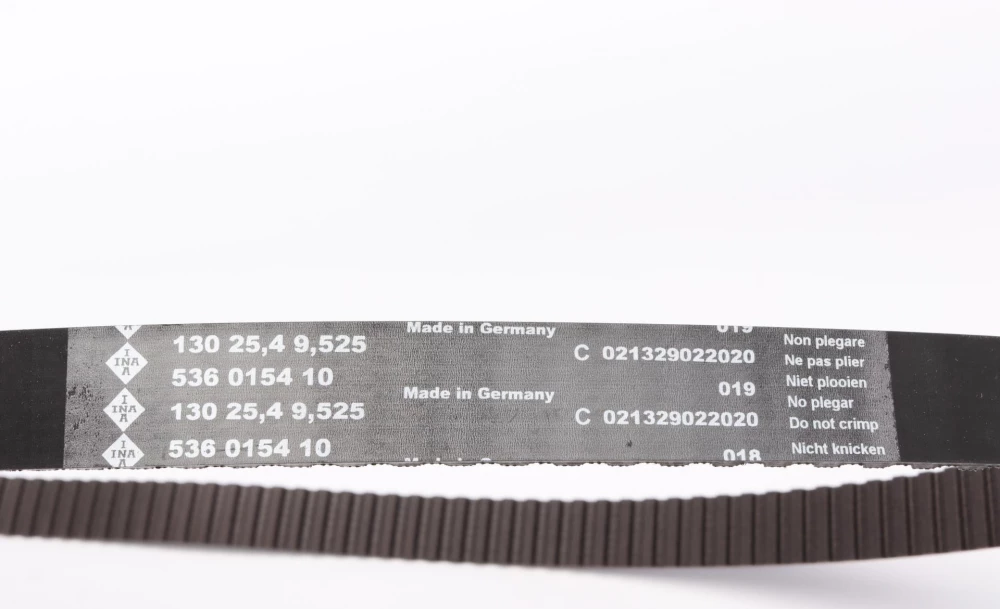 INA
130 25,4 9,525
536 0154 10
INA
130 25,4 9,525
INA
536 0154 10
Made in Germany
Made in Germany
019
C 021329022020
019
C 021329022020
018
Non plegare
Ne pas plier
Niet plooien
No plegar
Do not crimp
Nicht knicken